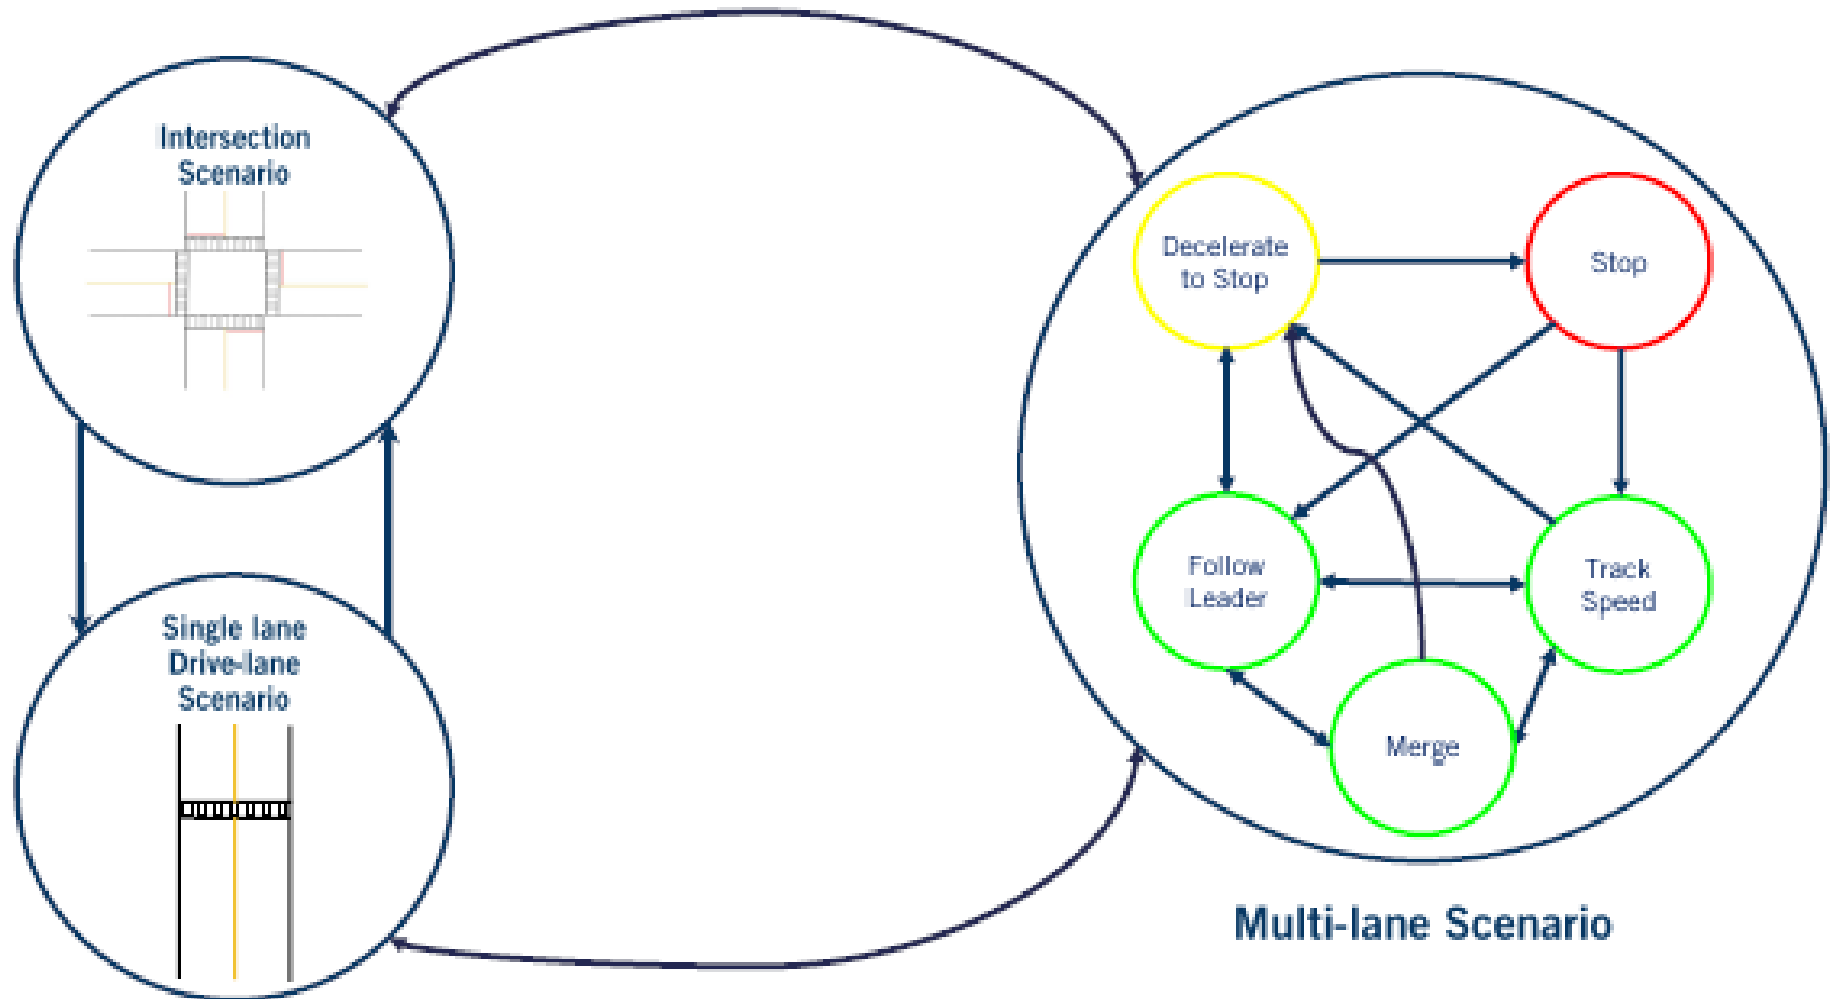 Intersection
Scenario
Single lane
Drive-lane
Scenario
Decelerate
to Stop
Stop
Follow
Leader
Track
Speed
Merge
Multi-lane Scenario